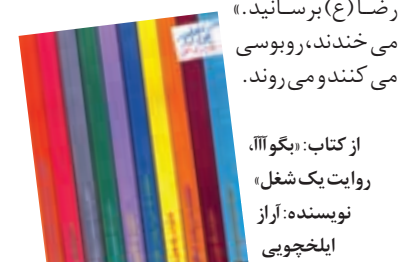 رضا(ع) برسانید.»
می خندند، روبوسی
می کنند و می روند.
از کتاب: «بگو آآآ،
روایت یک شغل»
نویسنده: آراز
ایلخچویی